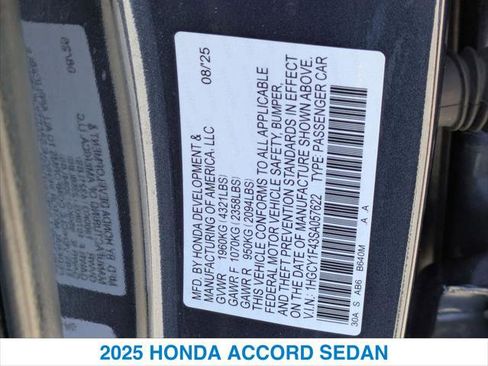 MFD. BY HONDA DEVELOPMENT &
MANUFACTURING OF AMERICA, LLC
08/25
GVWR 1960KG (4321LBS)
GAWR F 1070KG (2358LBS)
GAWR R 950KG (2094LBS)
THIS VEHICLE CONFORMS TO ALL APPLICABLE
FEDERAL MOTOR VEHICLE SAFETY, BUMPER,
AND THEFT PREVENTION STANDARDS IN EFFECT
ON THE DATE OF MANUFACTURE SHOWN ABOVE.
V.I.N.: 1HGCY1F43SA057622 TYPE: PASSENGER CAR
30A S AB6 B640M A A
2025 HONDA ACCORD SEDAN